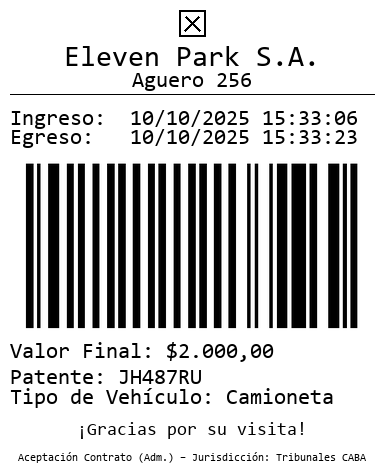 Eleven Park S.A.
Aguero 256
Ingreso: 10/10/2025 15:33:06
Egreso: 10/10/2025 15:33:23
Valor Final: $2.000,00
Patente: JH487RU
Tipo de Vehículo: Camioneta
¡Gracias por su visita!
Aceptación Contrato (Adm.) – Jurisdicción: Tribunales CABA